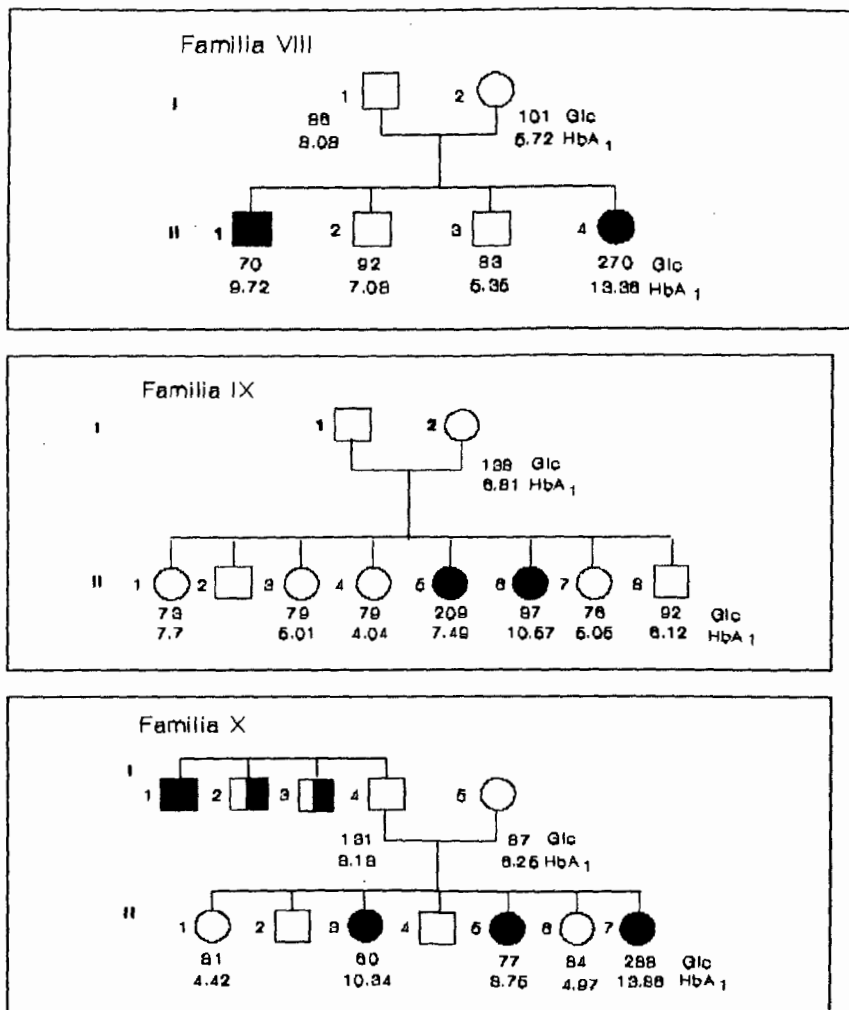 Familia VIII
I 1 2
86 101 Glc
8.08 5.72 HbA1
II 1 2 3 4
70 92 83 270 Glc
9.72 7.08 5.35 13.36 HbA1
Familia IX
I 1 2
138 Glc
6.81 HbA1
II 1 2 3 4 5 6 7 8
73 79 79 209 97 76 92 Glc
7.7 5.01 4.04 7.49 10.57 5.05 6.12 HbA1
Familia X
I
1 2 3 4 5
131 87 Glc
8.19 6.25 HbA1
II 1 2 3 4 5 6 7
81 60 77 84 288 Glc
4.42 10.34 8.75 4.97 13.86 HbA1